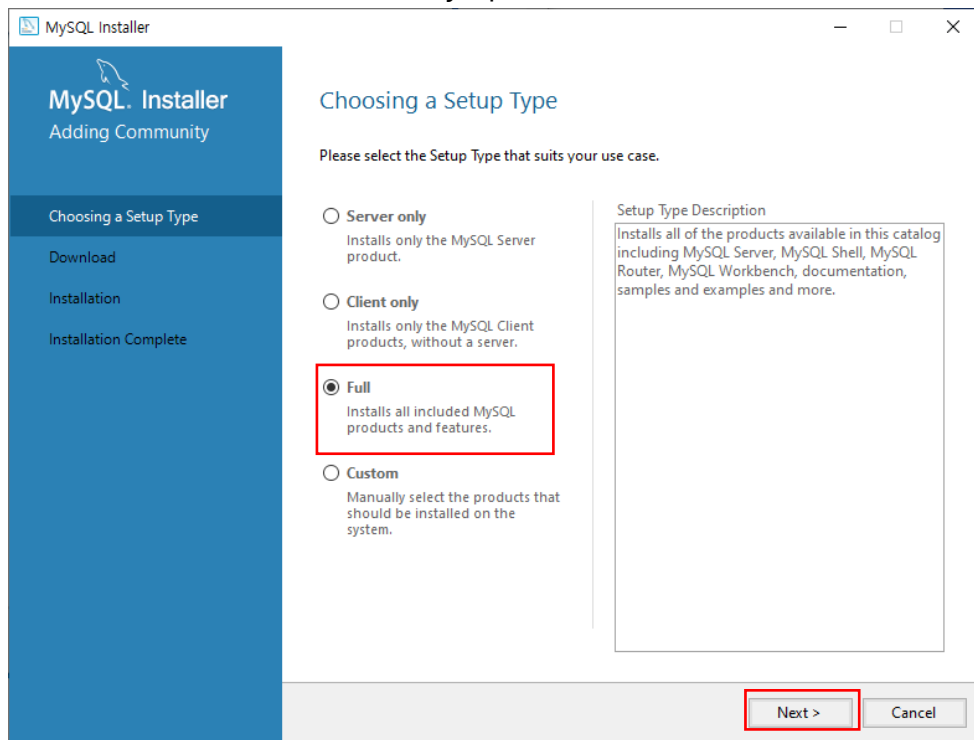 MySQL Installer
MySQL. Installer
Adding Community
Choosing a Setup Type
Download
Installation
Installation Complete
Choosing a Setup Type
Please select the Setup Type that suits your use case.
Server only
Installs only the MySQL Server
product.
Client only
Installs only the MySQL Client
products, without a server.
Full
Installs all included MySQL
products and features.
Custom
Manually select the products that
should be installed on the
system.
Setup Type Description
Installs all of the products available in this catalog
including MySQL Server, MySQL Shell, MySQL
Router, MySQL Workbench, documentation,
samples and examples and more.
Next >
Cancel